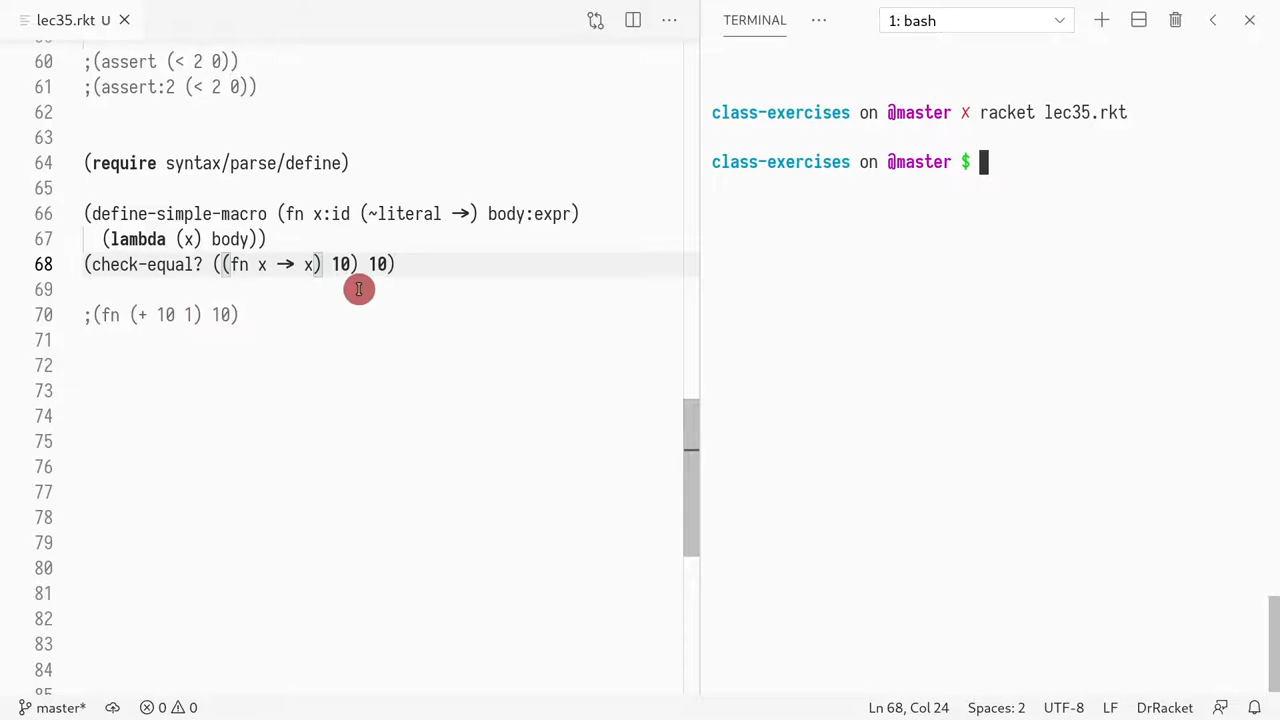 lec35.rkt U
TERMINAL
1: bash
60 ;(assert (< 2 0))
61 ;(assert:2 (< 2 0))
62
63
64 (require syntax/parse/define)
65
66 (define-simple-macro (fn x:id (~literal →) body:expr)
67 (lambda (x) body))
68 (check-equal? ((fn x → x) 10) 10)
69
70 ;(fn (+ 10 1) 10)
71
72
73
74
75
76
77
78
79
80
81
82
83
84
class-exercises on @master ✗ racket lec35.rkt
class-exercises on @master $
master* 0 0 Ln 68, Col 24 Spaces: 2 UTF-8 LF DrRacket